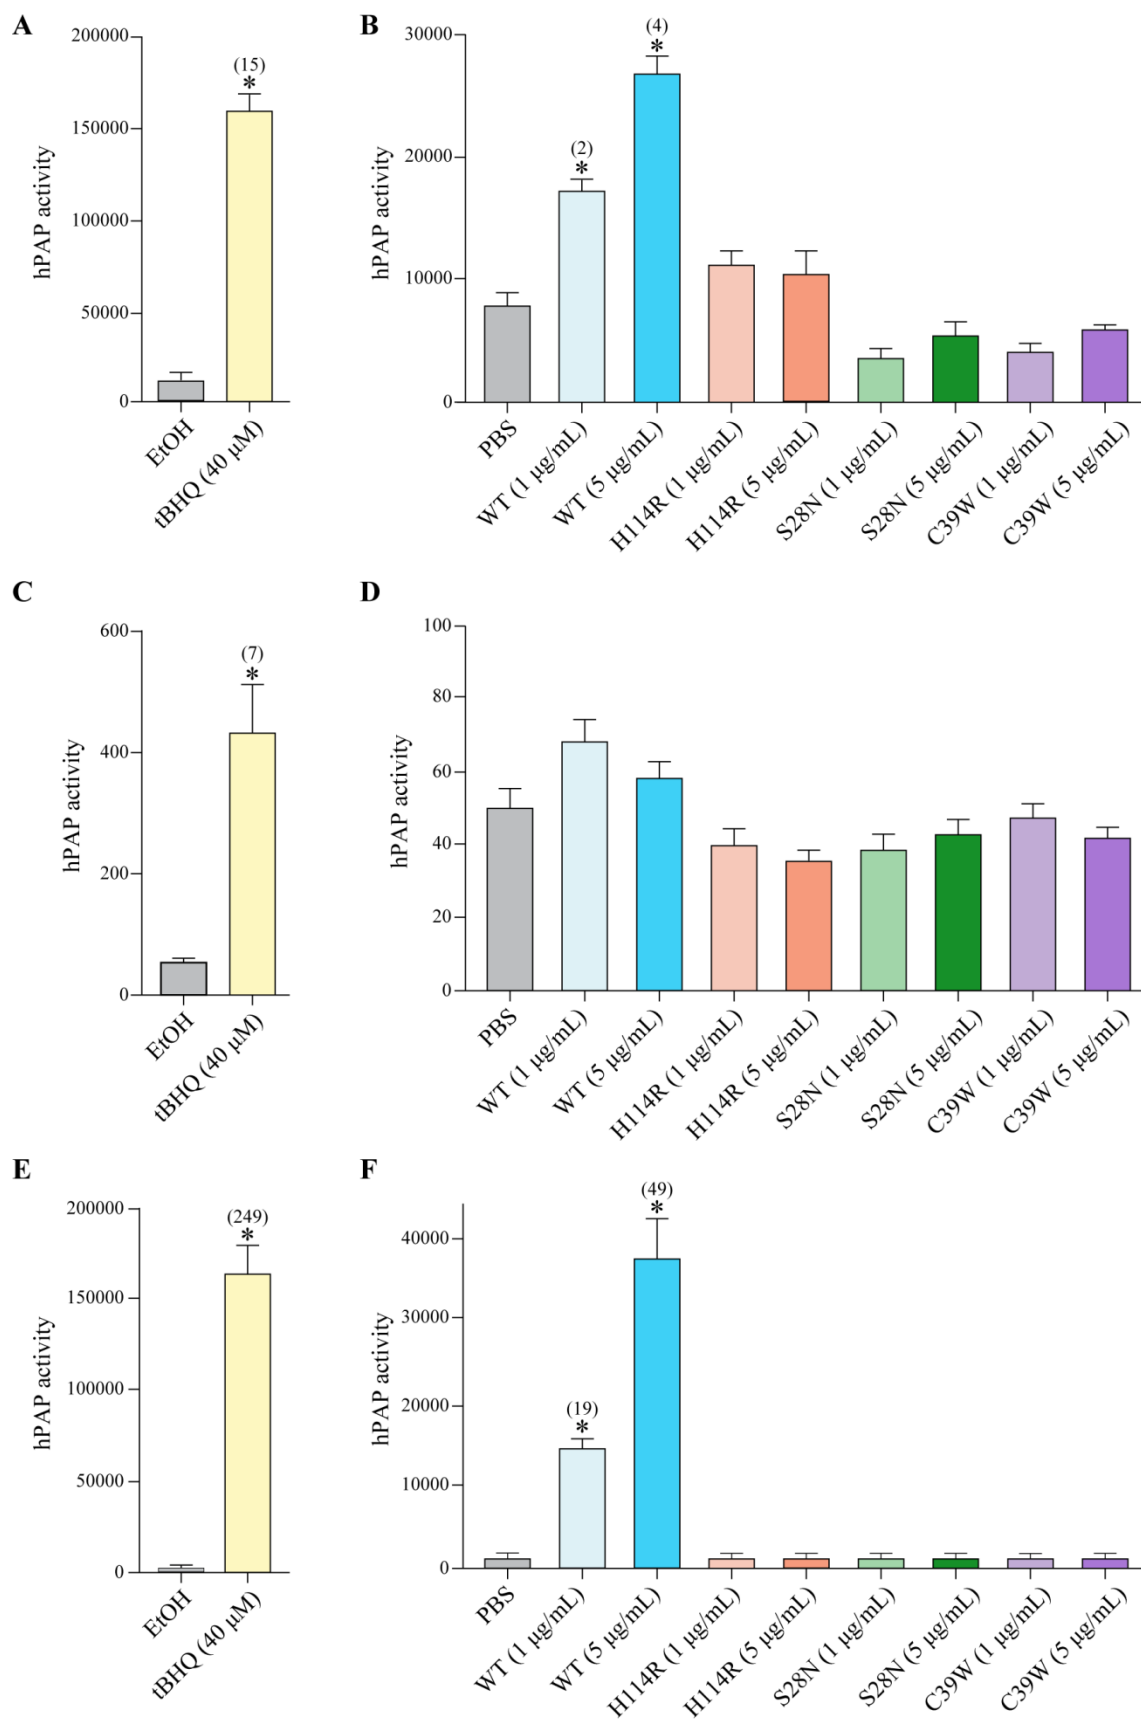 A
200000
150000
100000
50000
0
hPAP activity
(15)
*
EtOH
tBHQ (40 µM)
B
30000
20000
10000
0
hPAP activity
(2)
*
(4)
*
PBS
WT (1 µg/mL)
WT (5 µg/mL)
H114R (1 µg/mL)
H114R (5 µg/mL)
S28N (1 µg/mL)
S28N (5 µg/mL)
C39W (1 µg/mL)
C39W (5 µg/mL)
C
600
400
200
0
hPAP activity
(7)
*
EtOH
tBHQ (40 µM)
D
100
80
60
40
20
0
hPAP activity
PBS
WT (1 µg/mL)
WT (5 µg/mL)
H114R (1 µg/mL)
H114R (5 µg/mL)
S28N (1 µg/mL)
S28N (5 µg/mL)
C39W (1 µg/mL)
C39W (5 µg/mL)
E
200000
150000
100000
50000
0
hPAP activity
(249)
*
EtOH
tBHQ (40 µM)
F
40000
30000
20000
10000
0
hPAP activity
(19)
*
(49)
*
PBS
WT (1 µg/mL)
WT (5 µg/mL)
H114R (1 µg/mL)
H114R (5 µg/mL)
S28N (1 µg/mL)
S28N (5 µg/mL)
C39W (1 µg/mL)
C39W (5 µg/mL)